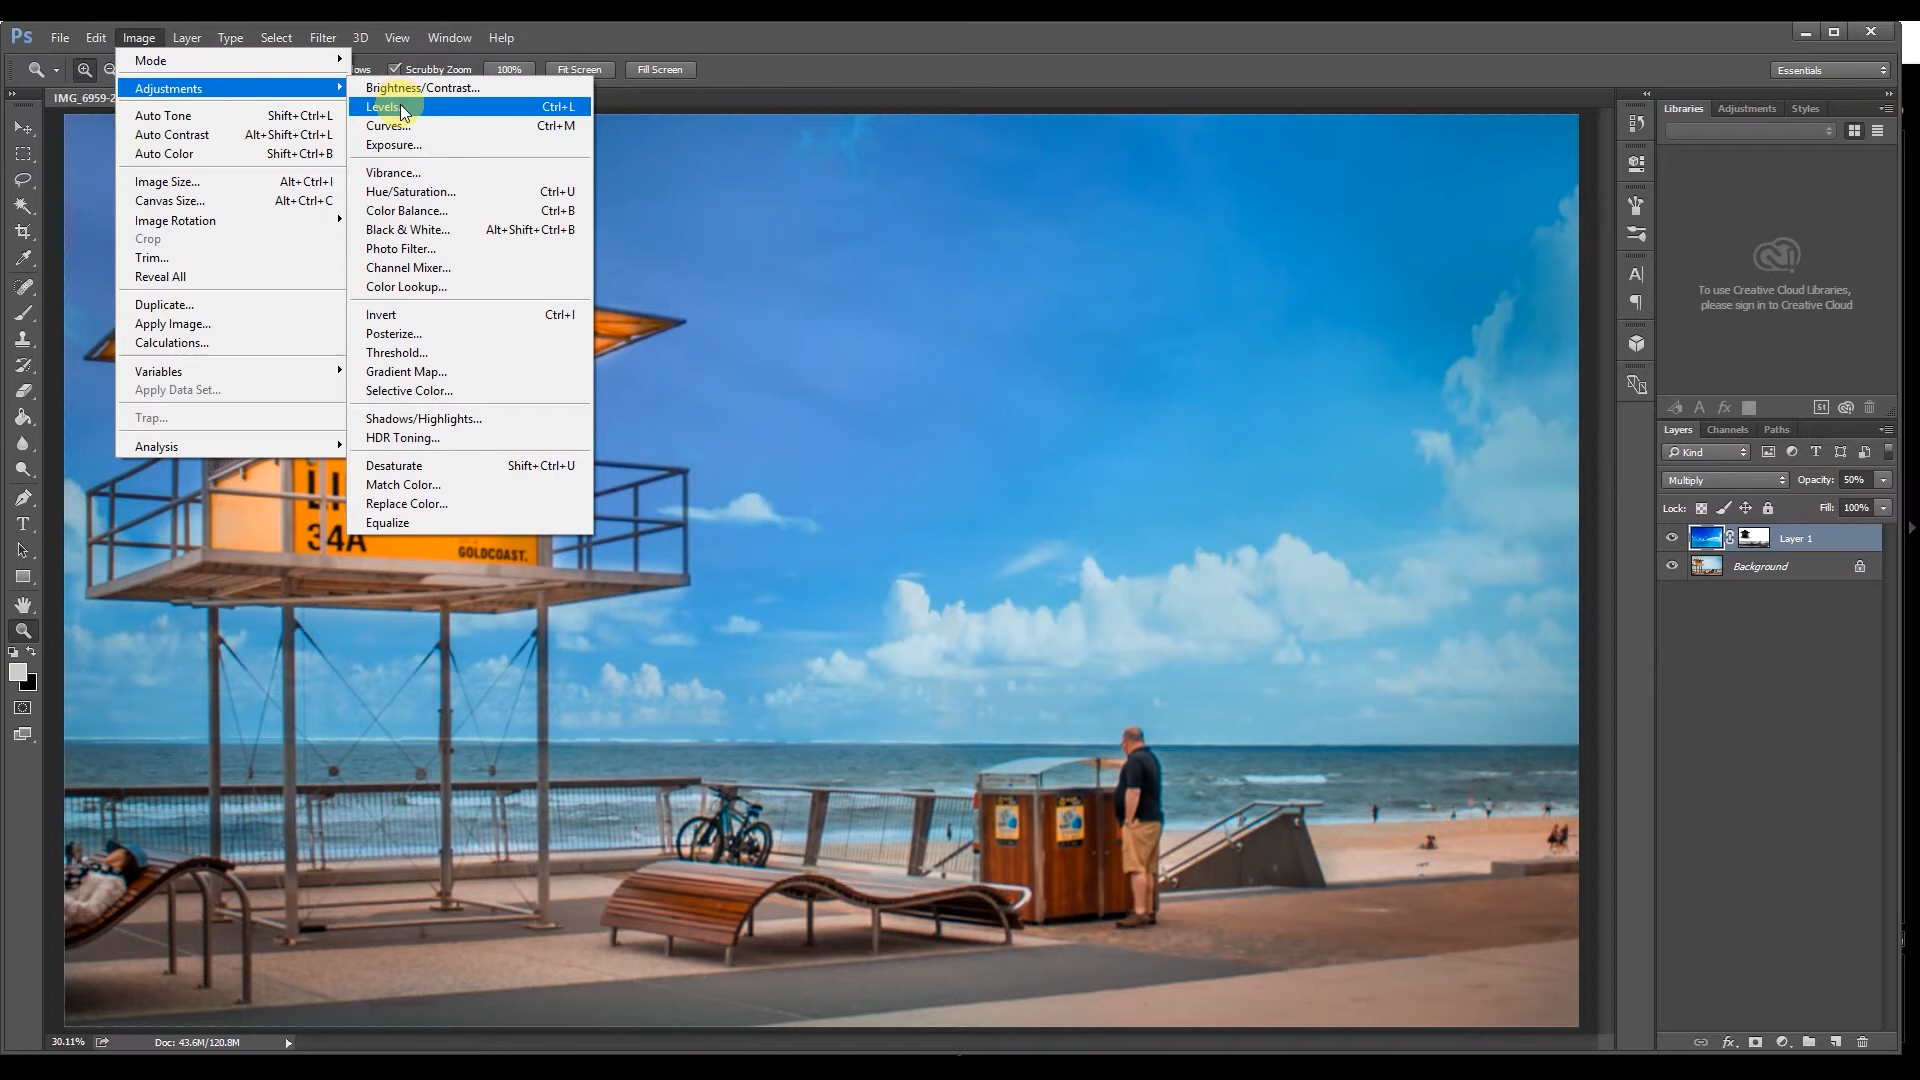 Ps File Edit Image Layer Type Select Filter 3D View Window Help
Scrubby Zoom 100% Fit Screen Fill Screen Essentials
IMG_6959-2
Mode
Adjustments
Auto Tone Shift+Ctrl+L
Auto Contrast Alt+Shift+Ctrl+L
Auto Color Shift+Ctrl+B
Image Size... Alt+Ctrl+I
Canvas Size... Alt+Ctrl+C
Image Rotation
Crop
Trim...
Reveal All
Duplicate...
Apply Image...
Calculations...
Variables
Apply Data Set...
Trap...
Analysis
Brightness/Contrast...
Levels... Ctrl+L
Curves... Ctrl+M
Exposure...
Vibrance...
Hue/Saturation... Ctrl+U
Color Balance... Ctrl+B
Black & White... Alt+Shift+Ctrl+B
Photo Filter...
Channel Mixer...
Color Lookup...
Invert Ctrl+I
Posterize...
Threshold...
Gradient Map...
Selective Color...
Shadows/Highlights...
HDR Toning...
Desaturate Shift+Ctrl+U
Match Color...
Replace Color...
Equalize
34A
GOLDCOAST.
Libraries Adjustments Styles
To use Creative Cloud Libraries,
please sign in to Creative Cloud
St
Layers Channels Paths
Kind
Multiply Opacity: 50%
Lock: Fill: 100%
Layer 1
Background
30.11% Doc: 43.6M/120.8M